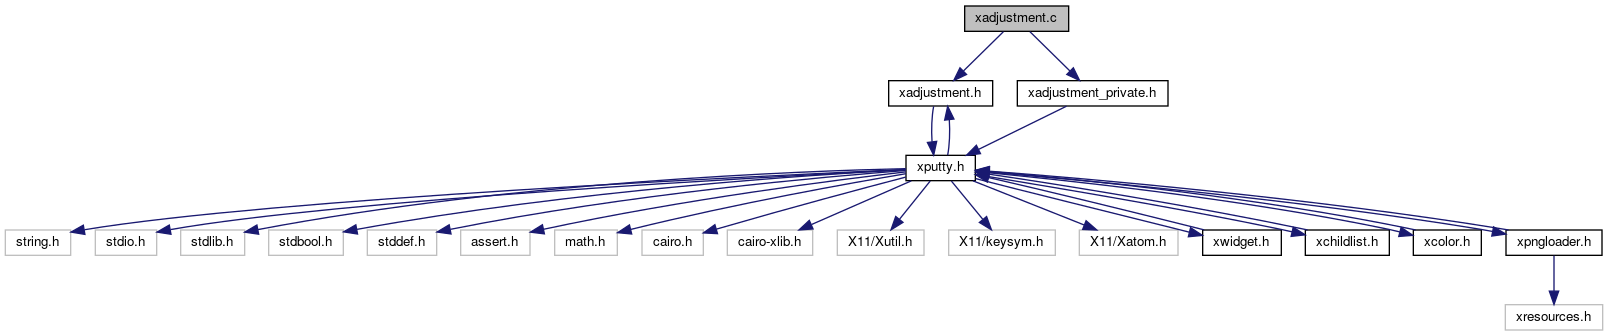 xadjustment.c
xadjustment.h
xadjustment_private.h
xputty.h
string.h
stdio.h
stdlib.h
stdbool.h
stddef.h
assert.h
math.h
cairo.h
cairo-xlib.h
X11/Xutil.h
X11/keysym.h
X11/Xatom.h
xwidget.h
xchildlist.h
xcolor.h
xpngloader.h
xresources.h